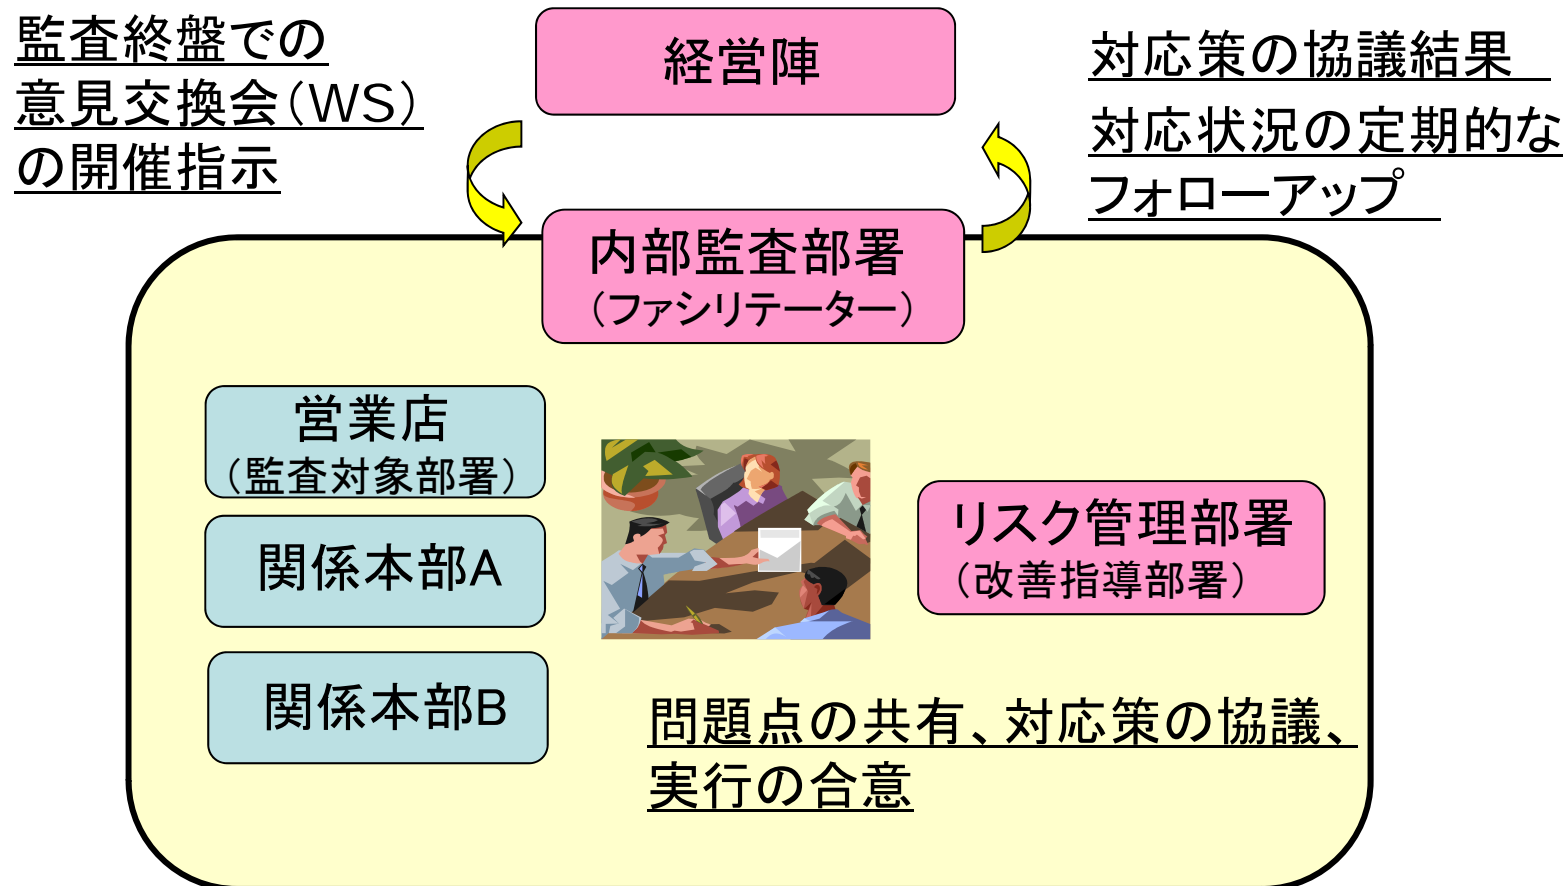 監査終盤での
意見交換会（WS）
の開催指示
経営陣
対応策の協議結果
対応状況の定期的な
フォローアップ
内部監査部署
（ファシリテーター）
営業店
（監査対象部署）
関係本部A
関係本部B
リスク管理部署
（改善指導部署）
問題点の共有、対応策の協議、
実行の合意